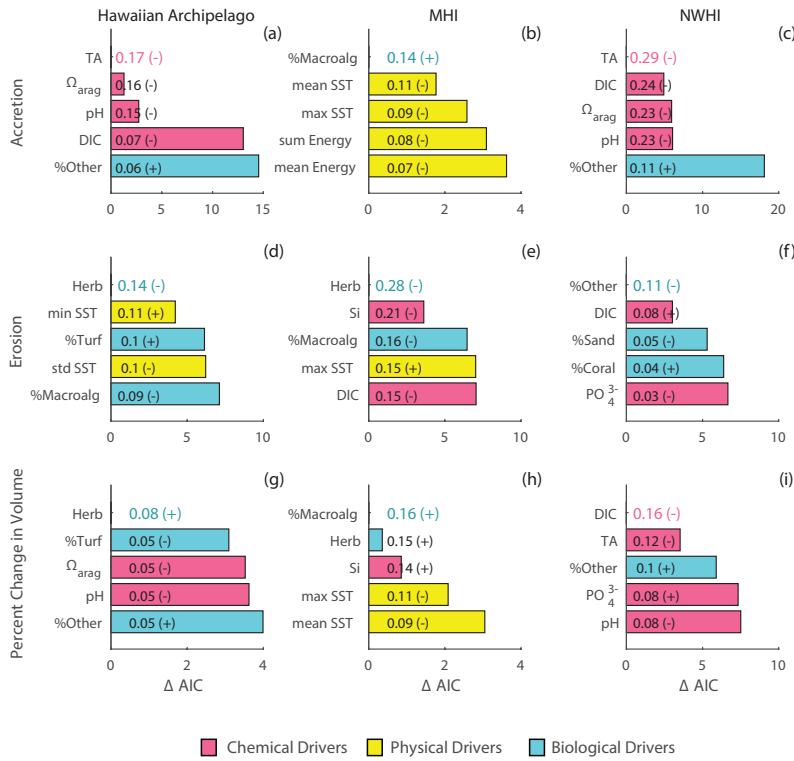 Hawaiian Archipelago
MHI
NWHI
Accretion
(a)
TA 0.17 (-)
Ωarag 0.16 (-)
pH 0.15 (-)
DIC 0.07 (-)
%Other 0.06 (+)
0 5 10 15
(b)
%Macroalg 0.14 (+)
mean SST 0.11 (-)
max SST 0.09 (-)
sum Energy 0.08 (-)
mean Energy 0.07 (-)
0 2 4
(c)
TA 0.29 (-)
DIC 0.24 (-)
Ωarag 0.23 (-)
pH 0.23 (-)
%Other 0.11 (+)
0 10 20
Erosion
(d)
Herb 0.14 (-)
min SST 0.11 (+)
%Turf 0.1 (+)
std SST 0.1 (-)
%Macroalg 0.09 (-)
0 5 10
(e)
Herb 0.28 (-)
Si 0.21 (-)
%Macroalg 0.16 (-)
max SST 0.15 (+)
DIC 0.15 (-)
0 5 10
(f)
%Other 0.11 (-)
DIC 0.08 (+)
%Sand 0.05 (-)
%Coral 0.04 (+)
PO 3- 4 0.03 (-)
0 5 10
Percent Change in Volume
(g)
Herb 0.08 (+)
%Turf 0.05 (-)
Ωarag 0.05 (-)
pH 0.05 (-)
%Other 0.05 (+)
0 2 4
Δ AIC
(h)
%Macroalg 0.16 (+)
Herb 0.15 (+)
Si 0.14 (+)
max SST 0.11 (-)
mean SST 0.09 (-)
0 2 4
Δ AIC
(i)
DIC 0.16 (-)
TA 0.12 (-)
%Other 0.1 (+)
PO 3- 4 0.08 (+)
pH 0.08 (-)
0 5 10
Δ AIC
Chemical Drivers
Physical Drivers
Biological Drivers